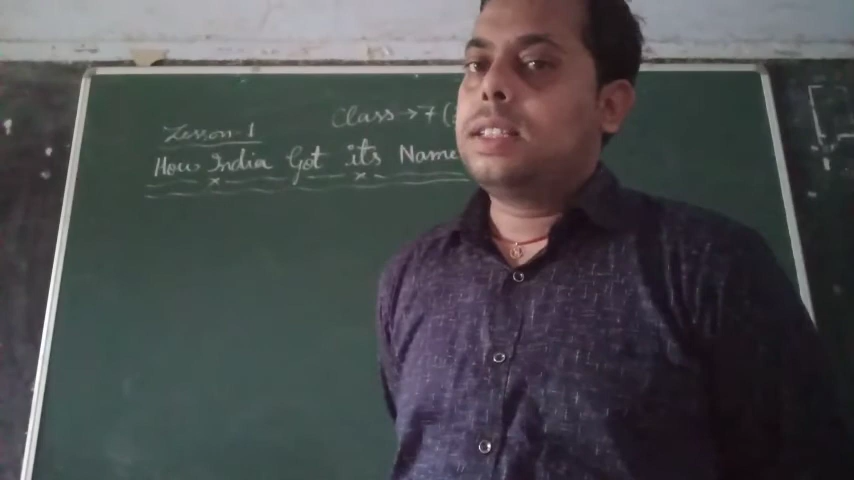 Class → 7 (
Lesson-1
How India Got its Name